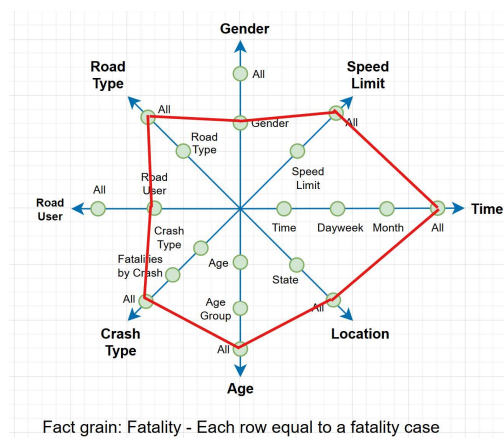 Gender
Road
Type
Speed
Limit
All
All
All
Gender
Road
Type
Speed
Limit
All
Road
User
Road
User
Time
Time
Dayweek
Month
All
Crash
Type
Fatalities
by Crash
All
Age
State
Age
Group
All
All
Crash
Type
Location
Age
Fact grain: Fatality - Each row equal to a fatality case